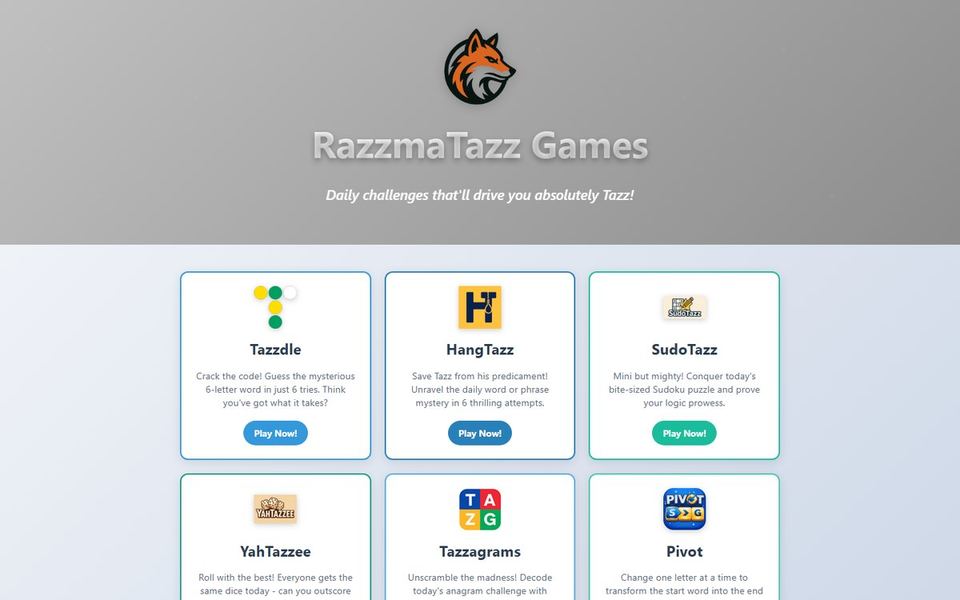 RazzmaTazz Games
Daily challenges that'll drive you absolutely Tazz!
Tazzdle
Crack the code! Guess the mysterious
6-letter word in just 6 tries. Think
you've got what it takes?
Play Now!
HT
HangTazz
Save Tazz from his predicament!
Unravel the daily word or phrase
mystery in 6 thrilling attempts.
Play Now!
SudoTazz
SudoTazz
Mini but mighty! Conquer today's
bite-sized Sudoku puzzle and prove
your logic prowess.
Play Now!
YAHTAZZEE
YahTazzee
Roll with the best! Everyone gets the
same dice today - can you outscore
T A
Z G
Tazzagrams
Unscramble the madness! Decode
today's anagram challenge with
PIVOT
S G
Pivot
Change one letter at a time to
transform the start word into the end